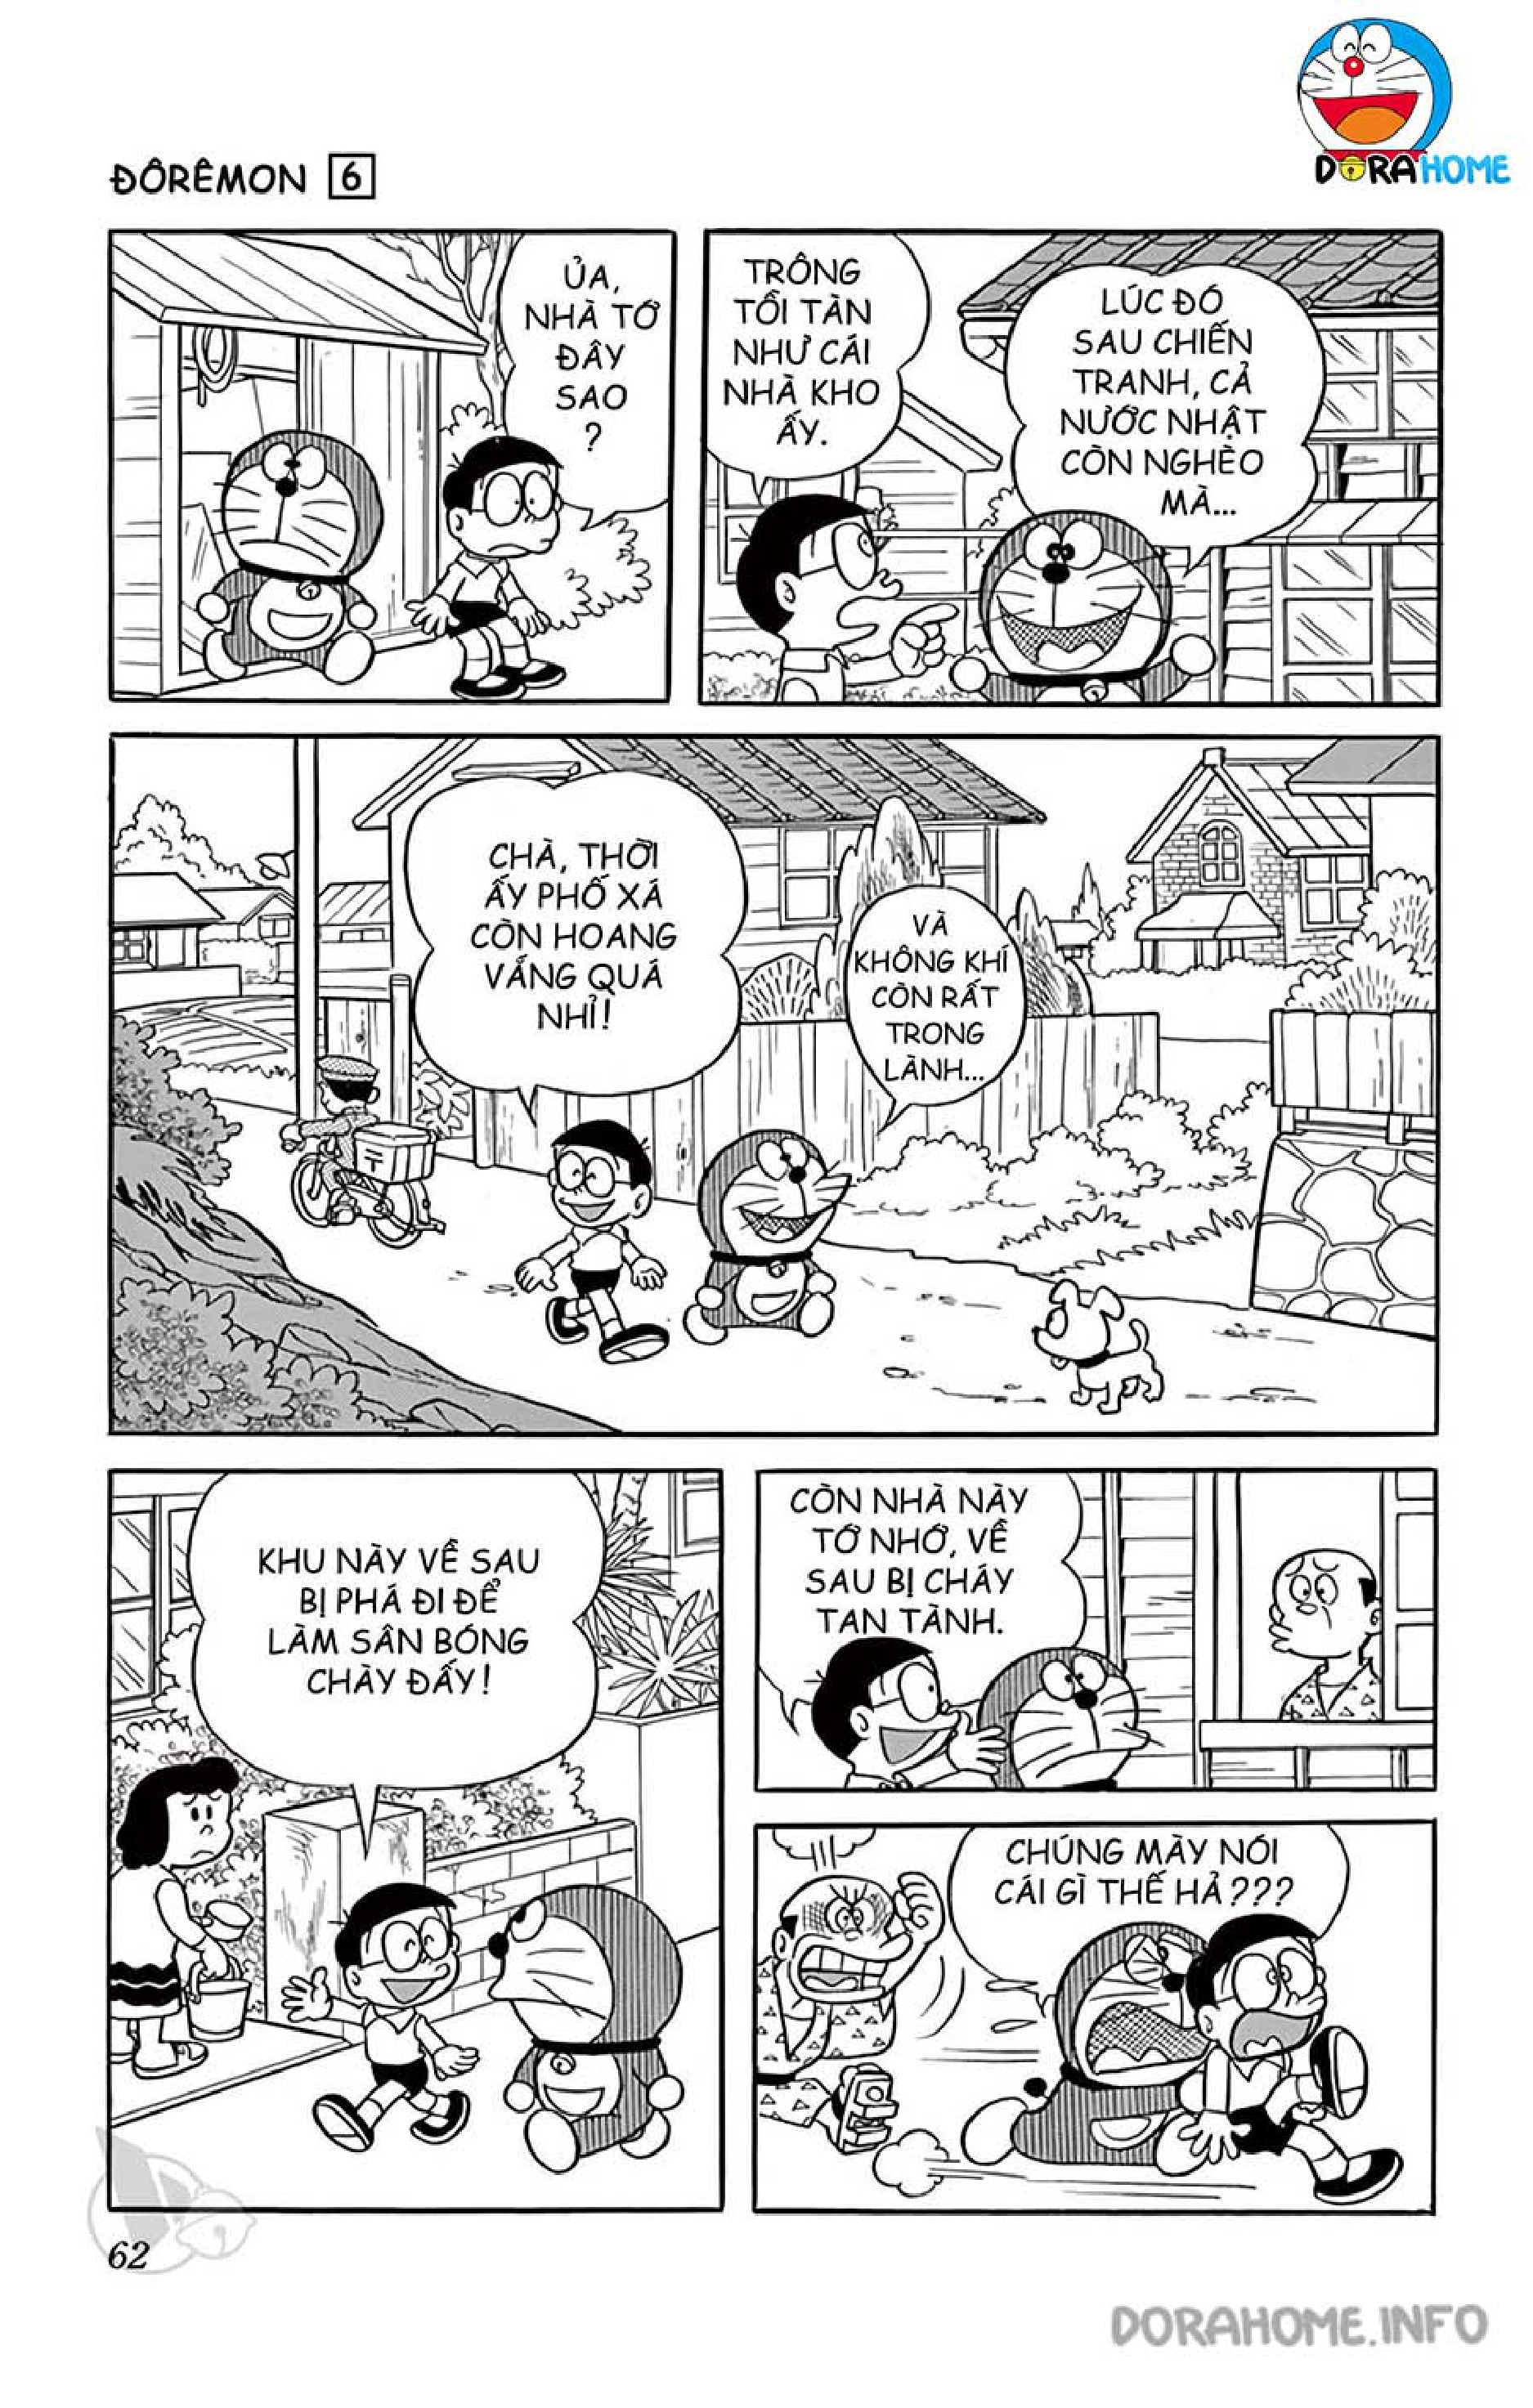 DORAHOME
ĐÔRÊMON 6
ỦA,
NHÀ TỚ
ĐÂY
SAO
?
TRÔNG
TỒI TÀN
NHƯ CÁI
NHÀ KHO
ẤY.
LÚC ĐÓ
SAU CHIẾN
TRANH, CẢ
NƯỚC NHẬT
CÒN NGHÈO
MÀ...
CHÀ, THỜI
ẤY PHỐ XÁ
CÒN HOANG
VẮNG QUÁ
NHỈ!
VÀ
KHÔNG KHÍ
CÒN RẤT
TRONG
LÀNH...
〒
KHU NÀY VỀ SAU
BỊ PHÁ ĐI ĐỂ
LÀM SÂN BÓNG
CHÀY ĐẤY!
CÒN NHÀ NÀY
TỚ NHỚ, VỀ
SAU BỊ CHÁY
TAN TÀNH.
CHÚNG MÀY NÓI
CÁI GÌ THẾ HẢ???
62
DORAHOME.INFO